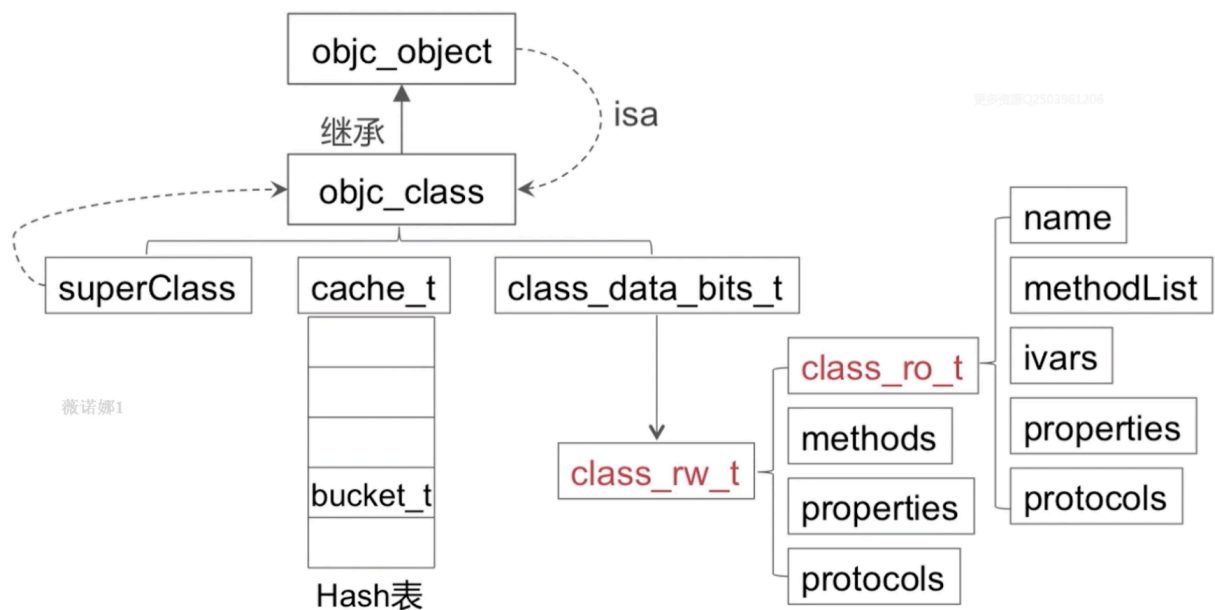 objc_object
isa
继承
objc_class
superClass
cache_t
class_data_bits_t
bucket_t
Hash表
class_rw_t
class_ro_t
methods
properties
protocols
name
methodList
ivars
properties
protocols
薇诺娜1